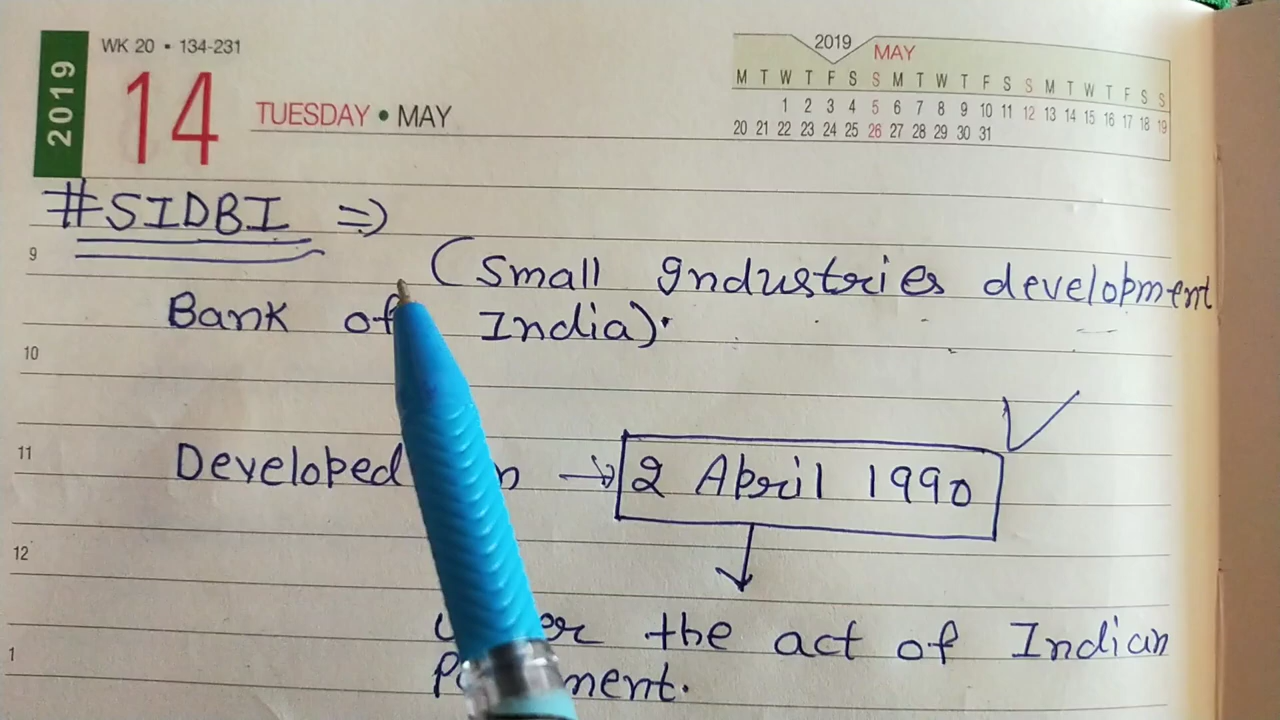 2019
WK 20 • 134-231
14
TUESDAY • MAY
2019 MAY
M T W T F S S M T W T F S S M T W T F S S
1 2 3 4 5 6 7 8 9 10 11 12 13 14 15 16 17 18 19
20 21 22 23 24 25 26 27 28 29 30 31
#SIDBI ⇒
9
(Small Industries development
Bank of India).
10
11
Developed → 2 April 1990
12
the act of Indian
1